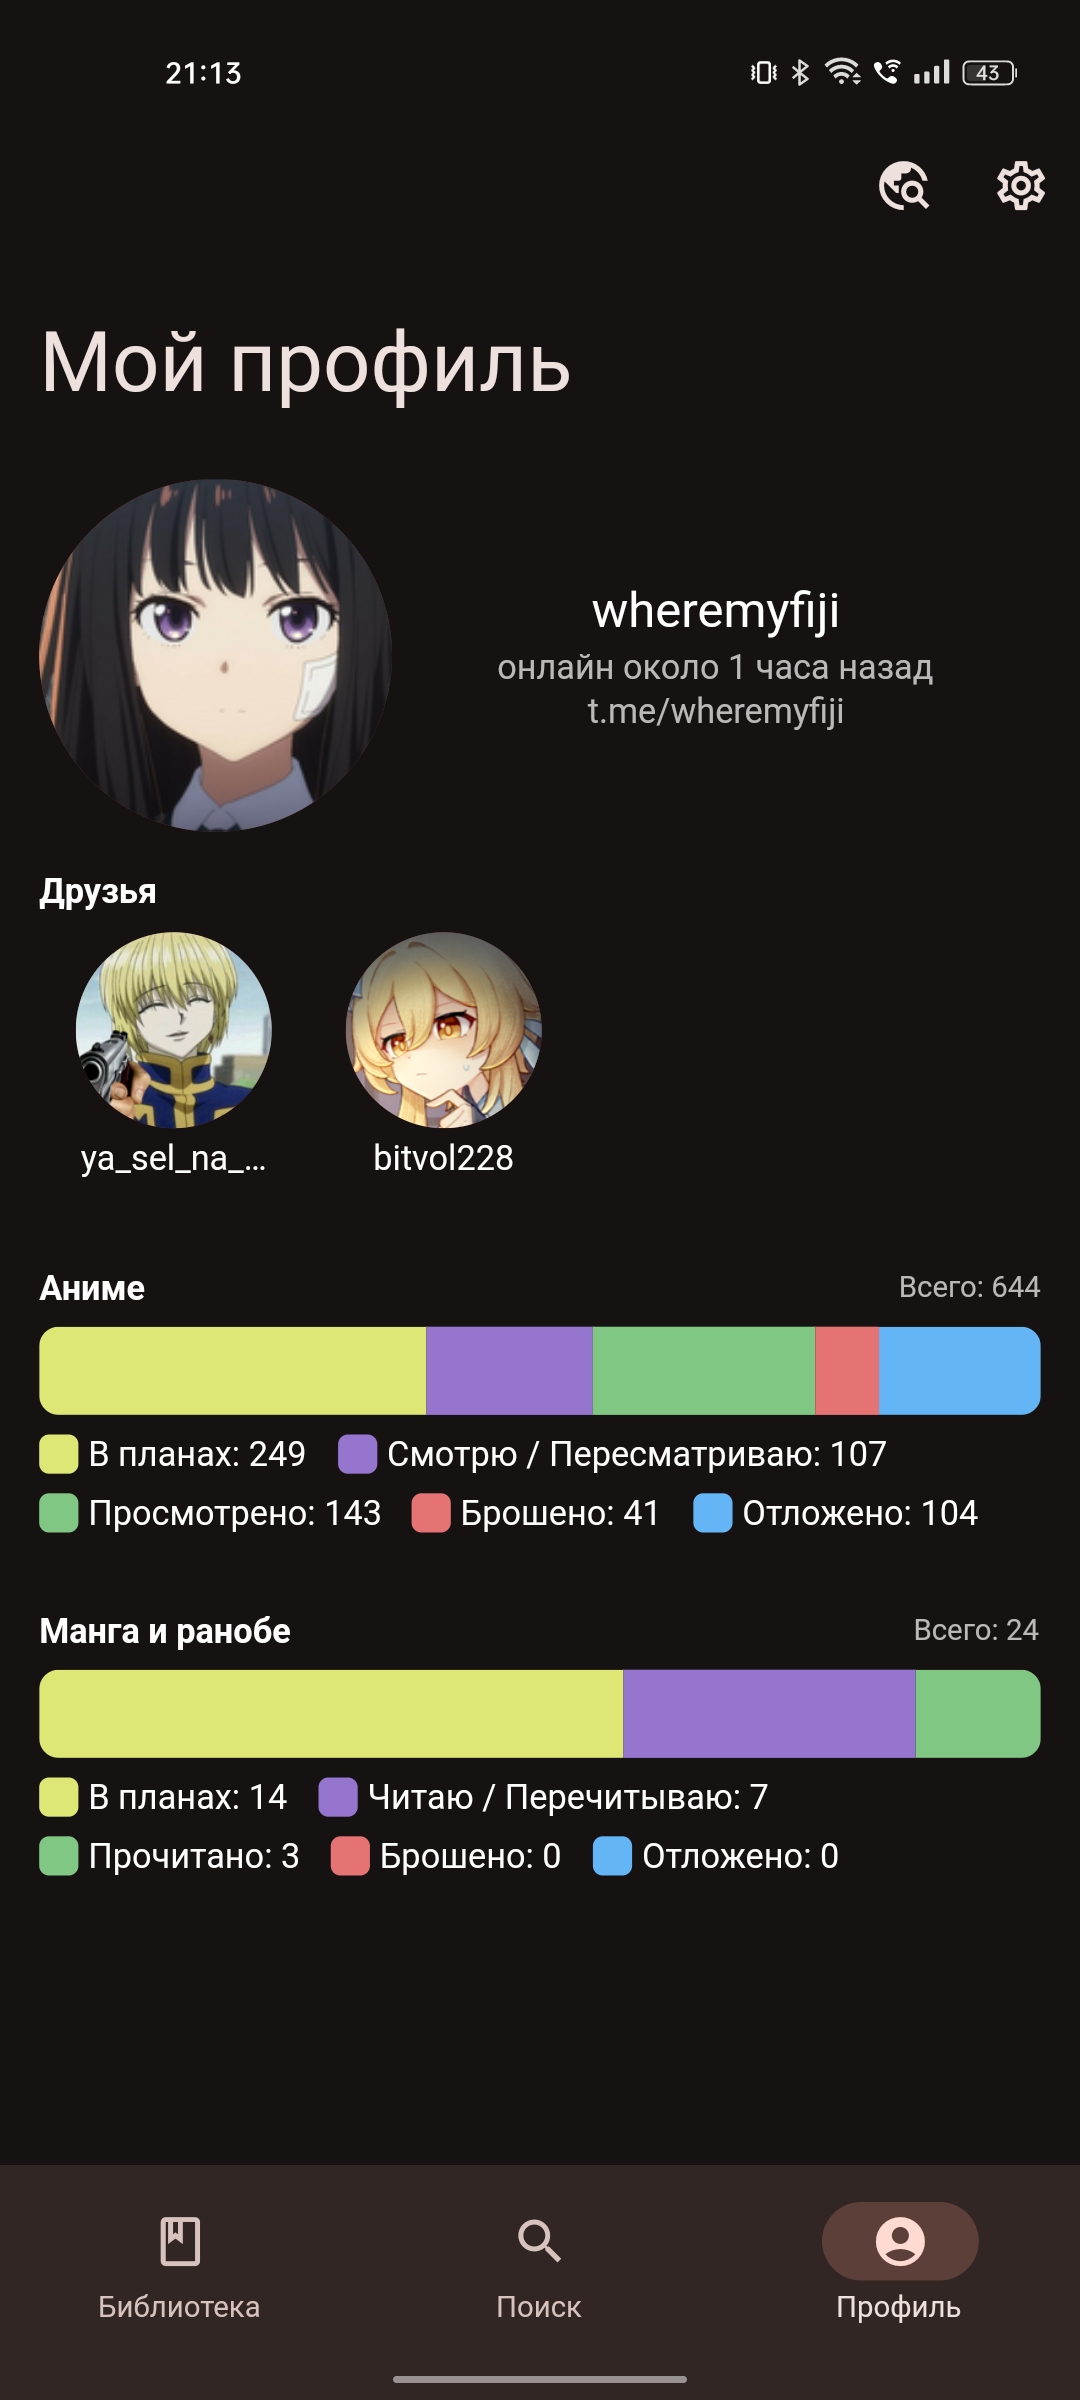 21:13
43
Мой профиль
wheremyfiji
онлайн около 1 часа назад
t.me/wheremyfiji
Друзья
ya_sel_na_...
bitvol228
Аниме
Всего: 644
В планах: 249 Смотрю / Пересматриваю: 107
Просмотрено: 143 Брошено: 41 Отложено: 104
Манга и ранобе
Всего: 24
В планах: 14 Читаю / Перечитываю: 7
Прочитано: 3 Брошено: 0 Отложено: 0
Библиотека
Поиск
Профиль